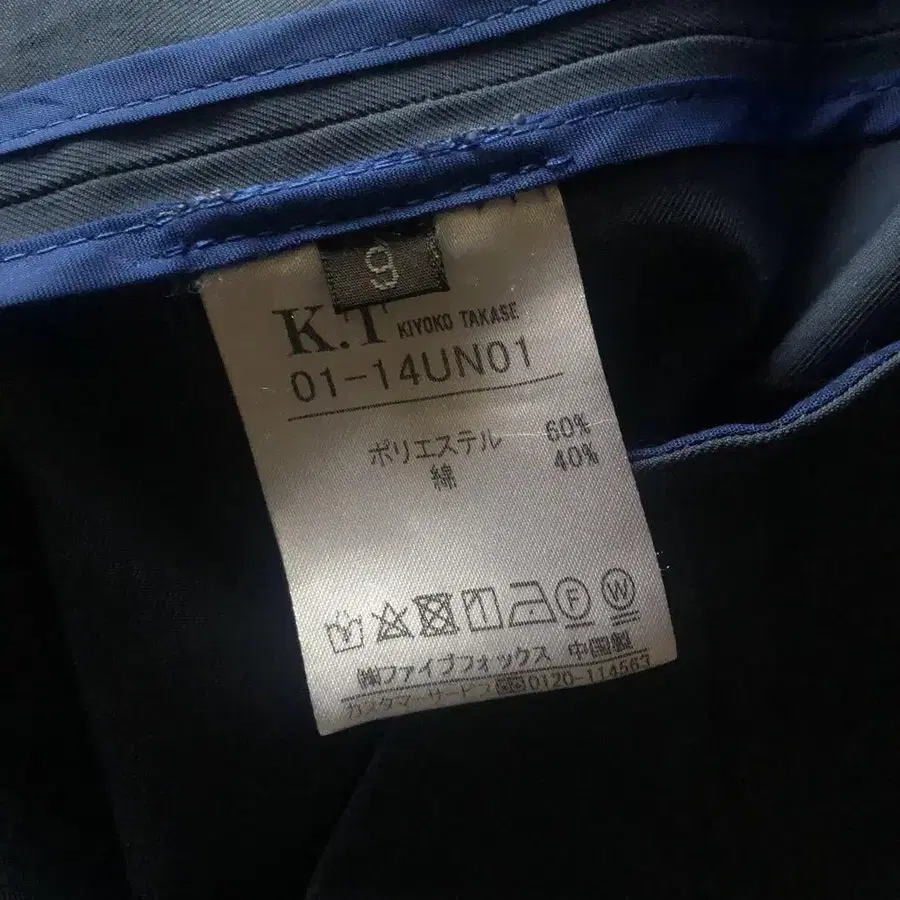 9
K.T KIYOKO TAKASE
01-14UN01
ポリエステル 60%
綿 40%
F W
㈱ファイブフォックス 中国製
カスタマーサービス 0120-114563